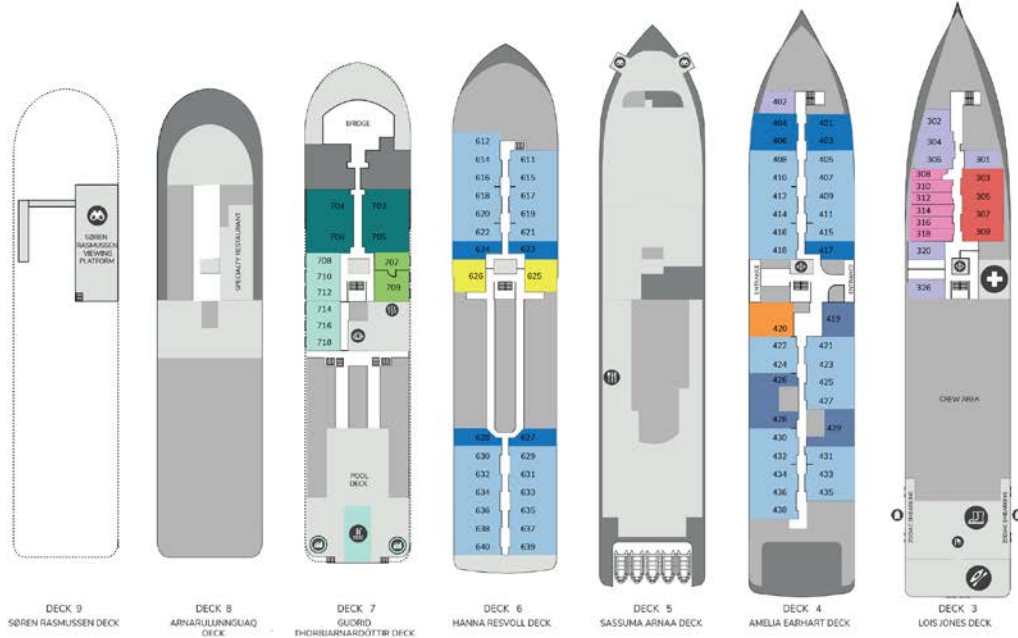 SØREN
RASMUSSEN
VIEWING
PLATFORM
DECK 9
SØREN RASMUSSEN DECK
SPECIALTY RESTAURANT
DECK 8
ARNARULUNNGUAQ
DECK
BRIDGE
704 703
706 705
708 707
710
712 709
714
716
718
POOL
DECK
DECK 7
GUDRID
THORBJARNARDÓTTIR DECK
612
614 611
616 615
618 617
620 619
622 621
624 623
626 625
628 627
630 629
632 631
634 633
636 635
638 637
640 639
DECK 6
HANNA RESVOLL DECK
DECK 5
SASSUMA ARNAA DECK
402
404 401
406 403
408 405
410 407
412 409
414 411
416 415
418 417
ENTRANCE
ENTRANCE
420 419
422 421
424 423
426 425
427
428 429
430
432 431
434 433
436 435
438
DECK 4
AMELIA EARHART DECK
302
304
306 301
308 303
310
312 305
314
316 307
318 309
320
326
CREW AREA
ZODIAC EMBARKING
ZODIAC EMBARKING
DECK 3
LOIS JONES DECK